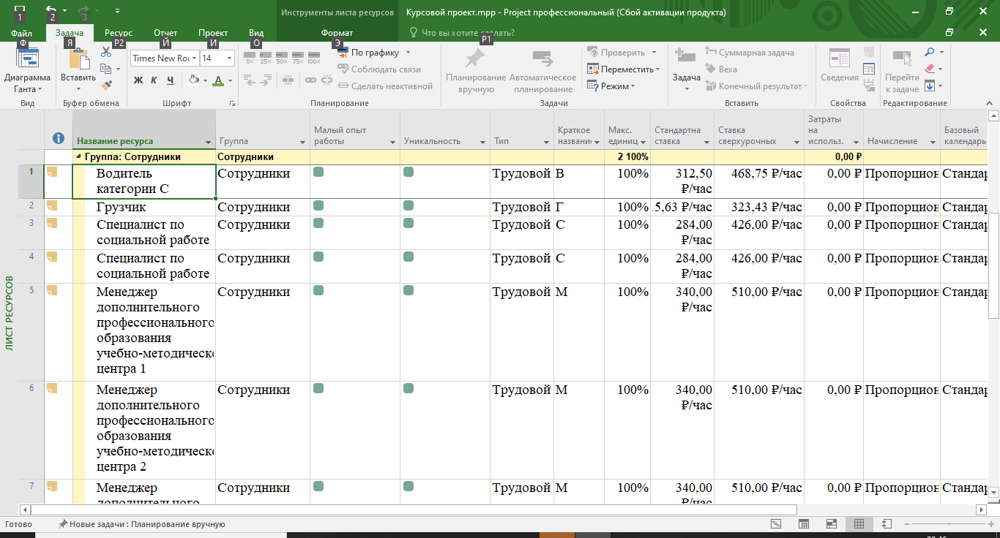 1 2 3
Инструменты листа ресурсов
Курсовой проект.mpp - Project профессиональный (Сбой активации продукта)
Файл Задача Ресурс Отчет Проект Вид Формат Что вы хотите сделать?
Ф Я Р2 Й И О Э Р1
Times New Ro 14
0% 25% 50% 75% 100%
По графику
Соблюдать связи
Сделать неактивной
Ж К Ч А
Диаграмма
Ганта
Вставить
Планирование
вручную
Автоматическое
планирование
Проверить
Переместить
Режим
Задача
Суммарная задача
Веха
Конечный результат
Сведения
Перейти
к задаче
Вид Буфер обмена Шрифт Планирование Задачи Вставить Свойства Редактирование
Название ресурса
Группа
Малый опыт
работы
Уникальность
Тип
Краткое
названи
Макс.
единиц
Стандартна
ставка
Ставка
сверхурочных
Затраты
на
использ.
Начисление
Базовый
календарь
Группа: Сотрудники Сотрудники 2 100% 0,00 ₽
1 Водитель Сотрудники Трудовой В 100% 312,50 468,75 ₽/час 0,00 ₽ Пропорцион Стандар
категории С ₽/час
2 Грузчик Сотрудники Трудовой Г 100% .5,63 ₽/час 323,43 ₽/час 0,00 ₽ Пропорцион Стандар
3 Специалист по Сотрудники Трудовой С 100% 284,00 426,00 ₽/час 0,00 ₽ Пропорцион Стандар
социальной работе ₽/час
4 Специалист по Сотрудники Трудовой С 100% 284,00 426,00 ₽/час 0,00 ₽ Пропорцион Стандар
социальной работе ₽/час
5 Менеджер Сотрудники Трудовой М 100% 340,00 510,00 ₽/час 0,00 ₽ Пропорцион Стандар
дополнительного ₽/час
профессионального
образования
учебно-методическо
центра 1
6 Менеджер Сотрудники Трудовой М 100% 340,00 510,00 ₽/час 0,00 ₽ Пропорцион Стандар
дополнительного ₽/час
профессионального
образования
учебно-методическо
центра 2
7 Менеджер Сотрудники Трудовой М 100% 340,00 510,00 ₽/час 0,00 ₽ Пропорцион Стандар
дополнительного ₽/час
ЛИСТ РЕСУРСОВ
Готово Новые задачи : Планирование вручную